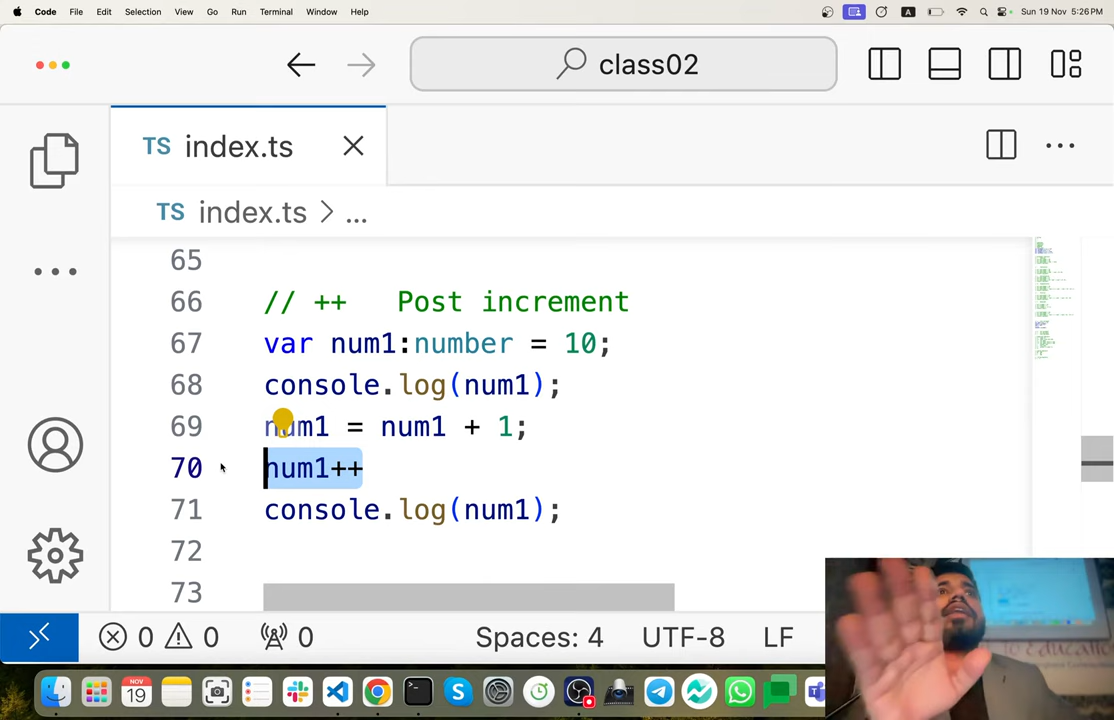 Code File Edit Selection View Go Run Terminal Window Help A Sun 19 Nov 5:26 PM
class02
TS index.ts
TS index.ts > ...
65
66 // ++ Post increment
67 var num1:number = 10;
68 console.log(num1);
69 num1 = num1 + 1;
70 num1++
71 console.log(num1);
72
73
0 0 0 Spaces: 4 UTF-8 LF
NOV
19